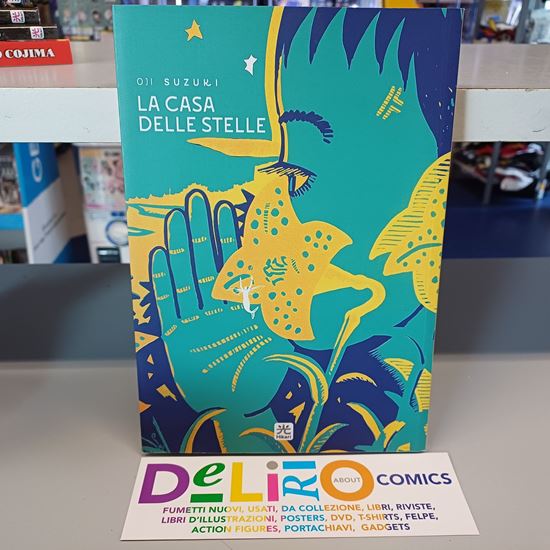 O COJIMA
OJI SUZUKI
LA CASA
DELLE STELLE
光
Hikari
DeLiRiO
ABOUT
COMICS
FUMETTI NUOVI, USATI, DA COLLEZIONE, LIBRI, RIVISTE,
LIBRI D'ILLUSTRAZIONI, POSTERS, DVD, T-SHIRTS, FELPE,
ACTION FIGURES, PORTACHIAVI, GADGETS